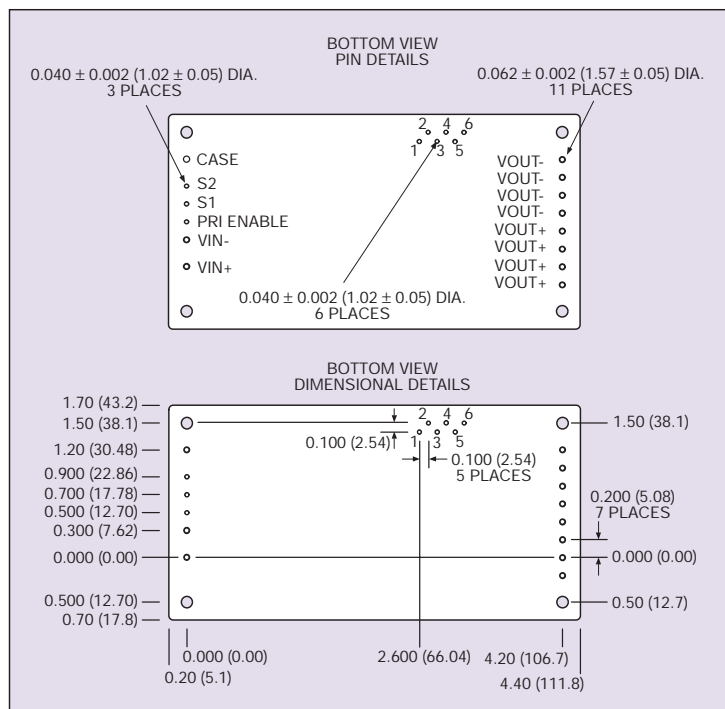 BOTTOM VIEW
PIN DETAILS
0.040 ± 0.002 (1.02 ± 0.05) DIA.
3 PLACES
0.062 ± 0.002 (1.57 ± 0.05) DIA.
11 PLACES
2 4 6
1 3 5
CASE
S2
S1
PRI ENABLE
VIN-
VIN+
VOUT-
VOUT-
VOUT-
VOUT-
VOUT+
VOUT+
VOUT+
VOUT+
0.040 ± 0.002 (1.02 ± 0.05) DIA.
6 PLACES
BOTTOM VIEW
DIMENSIONAL DETAILS
1.70 (43.2)
1.50 (38.1)
1.20 (30.48)
0.900 (22.86)
0.700 (17.78)
0.500 (12.70)
0.300 (7.62)
0.000 (0.00)
0.500 (12.70)
0.70 (17.8)
2 4 6
1 3 5
0.100 (2.54)
0.100 (2.54)
5 PLACES
1.50 (38.1)
0.200 (5.08)
7 PLACES
0.000 (0.00)
0.50 (12.7)
0.000 (0.00)
0.20 (5.1)
2.600 (66.04)
4.20 (106.7)
4.40 (111.8)